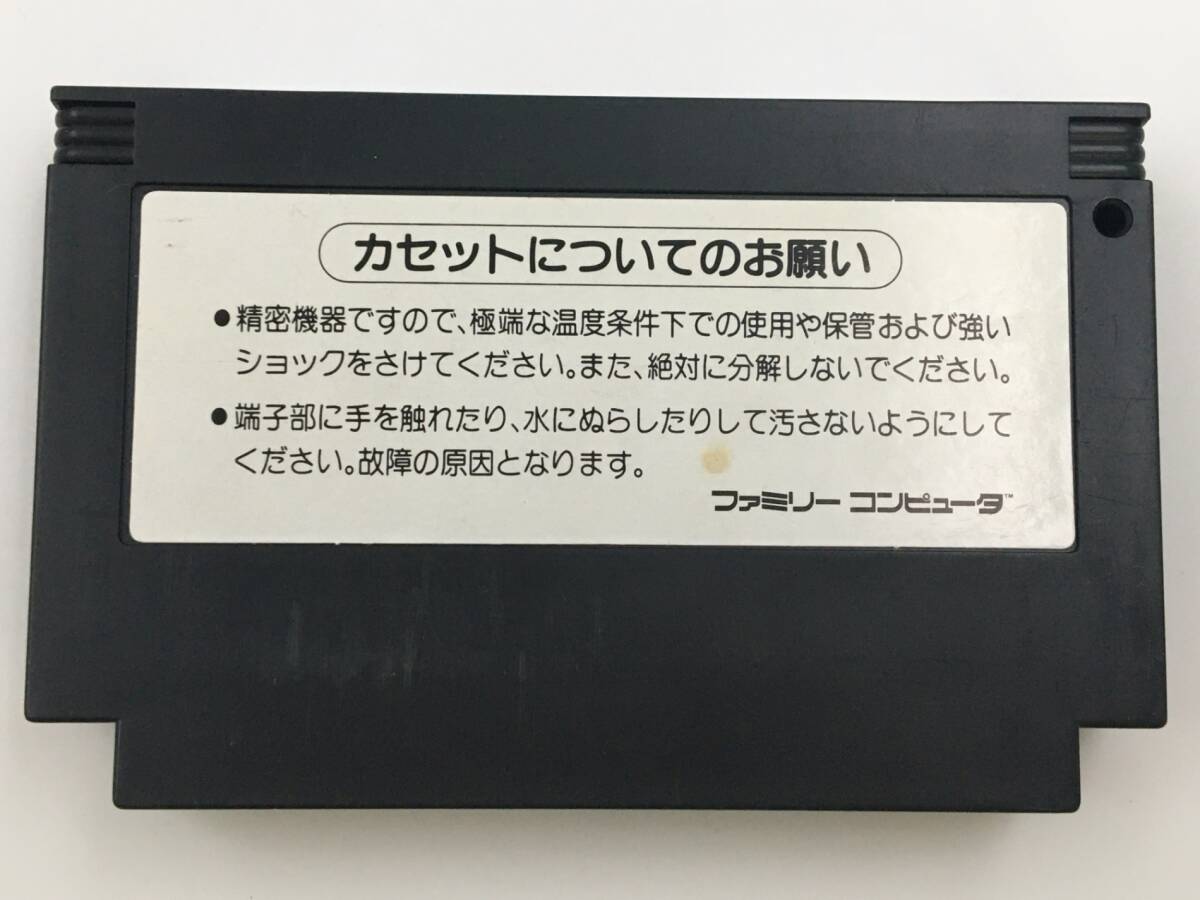 カセットについてのお願い
●精密機器ですので、極端な温度条件下での使用や保管および強い
ショックをさけてください。また、絶対に分解しないでください。
●端子部に手を触れたり、水にぬらしたりして汚さないようにして
ください。故障の原因となります。
ファミリー コンピュータ™